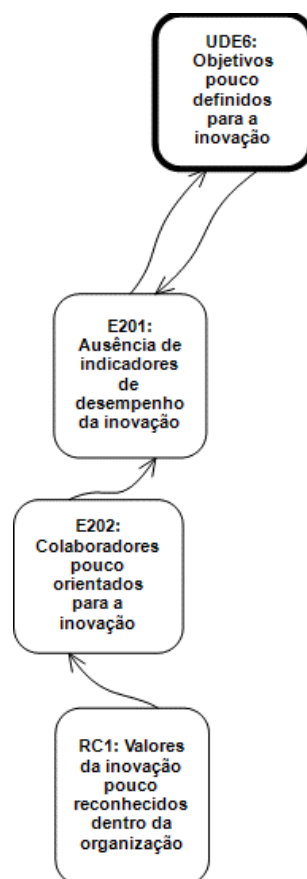 UDE6:
Objetivos
pouco
definidos
para a
inovação
E201:
Ausência de
indicadores
de
desempenho
da inovação
E202:
Colaboradores
pouco
orientados
para a
inovação
RC1: Valores
da inovação
pouco
reconhecidos
dentro da
organização